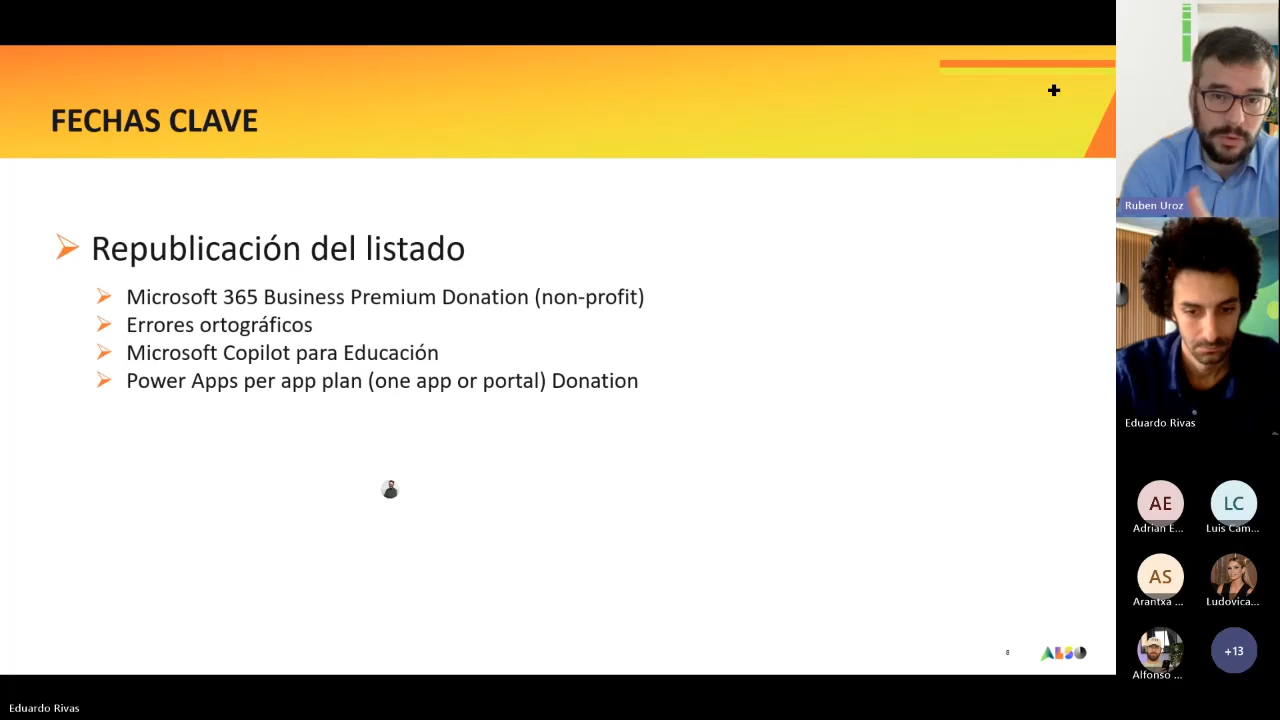 FECHAS CLAVE
Republicación del listado
Microsoft 365 Business Premium Donation (non-profit)
Errores ortográficos
Microsoft Copilot para Educación
Power Apps per app plan (one app or portal) Donation
8
ALSO
Ruben Uroz
Eduardo Rivas
AE
LC
Adrian E...
Luis Cam...
AS
Arantxa ...
Ludovica...
+13
Alfonso ...
Eduardo Rivas